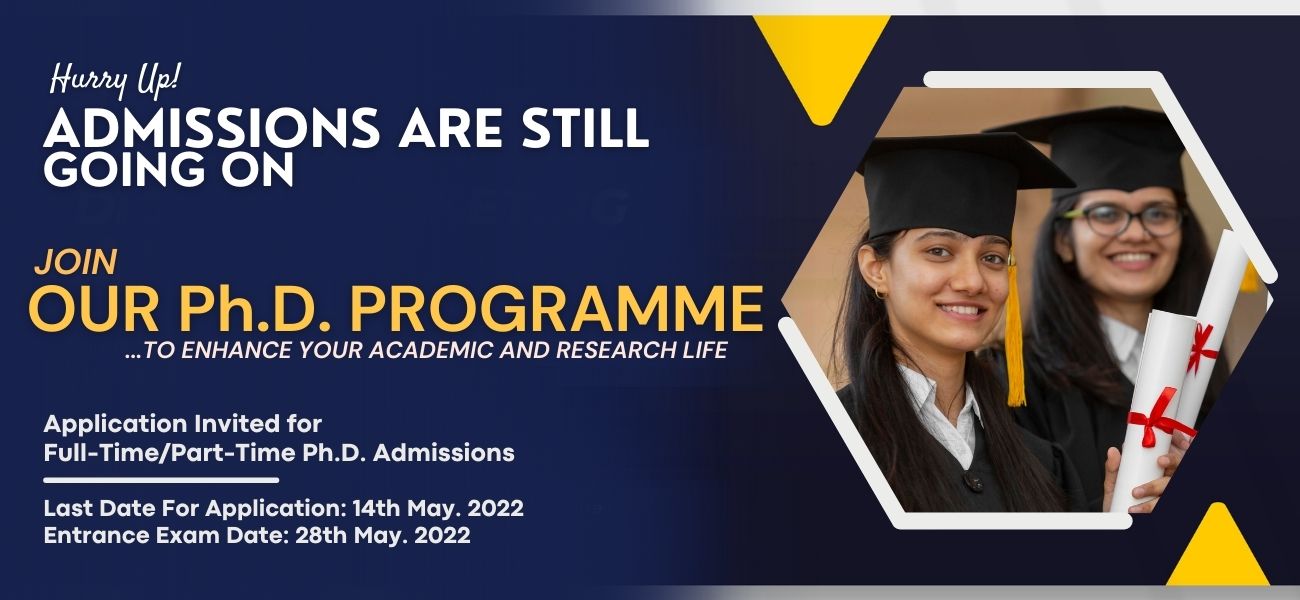 Hurry Up!
ADMISSIONS ARE STILL
GOING ON
JOIN
OUR Ph.D. PROGRAMME
...TO ENHANCE YOUR ACADEMIC AND RESEARCH LIFE
Application Invited for
Full-Time/Part-Time Ph.D. Admissions
Last Date For Application: 14th May. 2022
Entrance Exam Date: 28th May. 2022